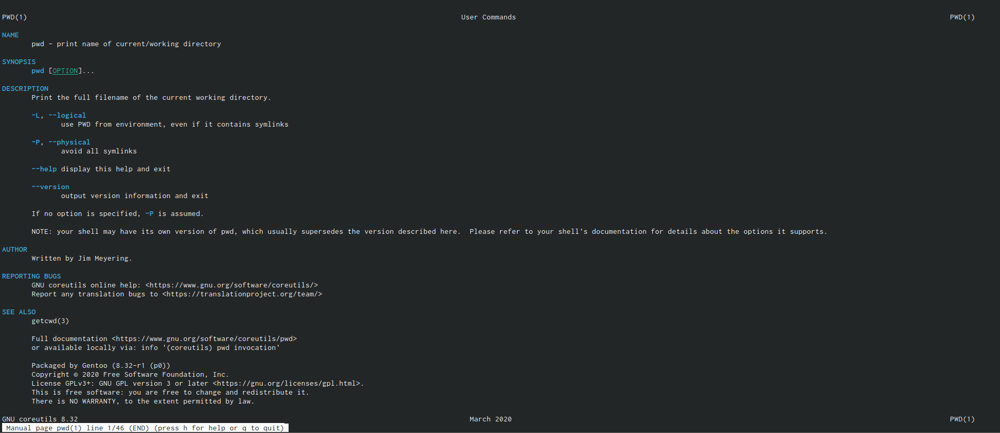 PWD(1) User Commands PWD(1)
NAME
pwd - print name of current/working directory
SYNOPSIS
pwd [OPTION]...
DESCRIPTION
Print the full filename of the current working directory.
-L, --logical
use PWD from environment, even if it contains symlinks
-P, --physical
avoid all symlinks
--help display this help and exit
--version
output version information and exit
If no option is specified, -P is assumed.
NOTE: your shell may have its own version of pwd, which usually supersedes the version described here.  Please refer to your shell's documentation for details about the options it supports.
AUTHOR
Written by Jim Meyering.
REPORTING BUGS
GNU coreutils online help: <https://www.gnu.org/software/coreutils/>
Report any translation bugs to <https://translationproject.org/team/>
SEE ALSO
getcwd(3)
Full documentation <https://www.gnu.org/software/coreutils/pwd>
or available locally via: info '(coreutils) pwd invocation'
Packaged by Gentoo (8.32-r1 (p0))
Copyright © 2020 Free Software Foundation, Inc.
License GPLv3+: GNU GPL version 3 or later <https://gnu.org/licenses/gpl.html>.
This is free software: you are free to change and redistribute it.
There is NO WARRANTY, to the extent permitted by law.
GNU coreutils 8.32 March 2020 PWD(1)
Manual page pwd(1) line 1/46 (END) (press h for help or q to quit)